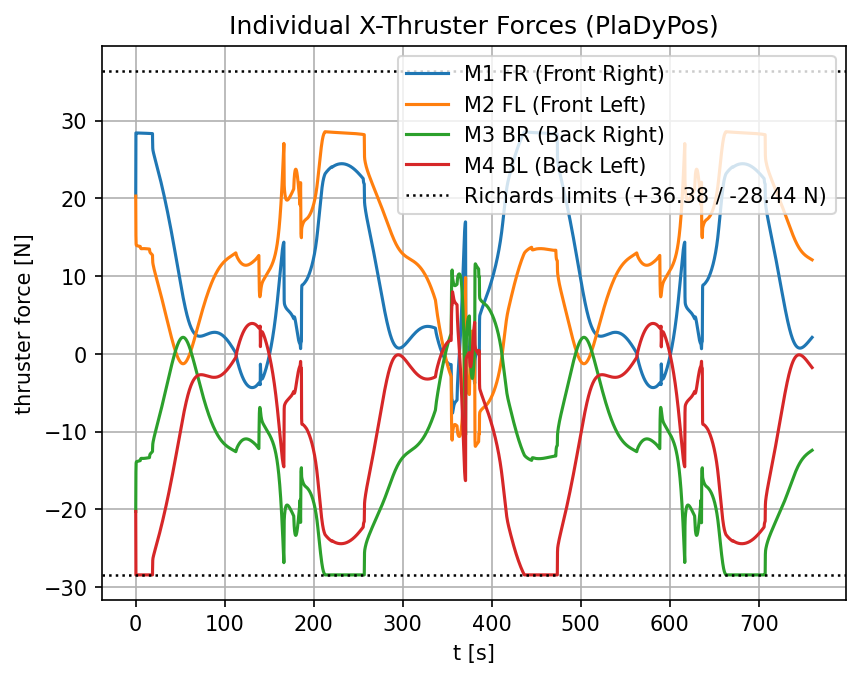 Individual X-Thruster Forces (PlaDyPos)
M1 FR (Front Right)
M2 FL (Front Left)
M3 BR (Back Right)
M4 BL (Back Left)
Richards limits (+36.38 / -28.44 N)
thruster force [N]
30
20
10
0
−10
−20
−30
0 100 200 300 400 500 600 700
t [s]